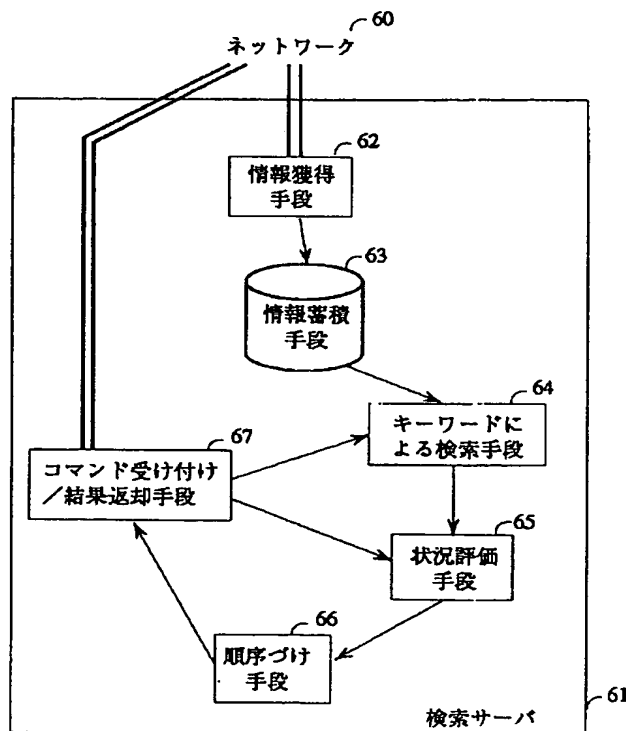 60
ネットワーク
62
情報獲得
手段
63
情報蓄積
手段
64
キーワードに
よる検索手段
67
コマンド受け付け
／結果返却手段
65
状況評価
手段
66
順序づけ
手段
61
検索サーバ